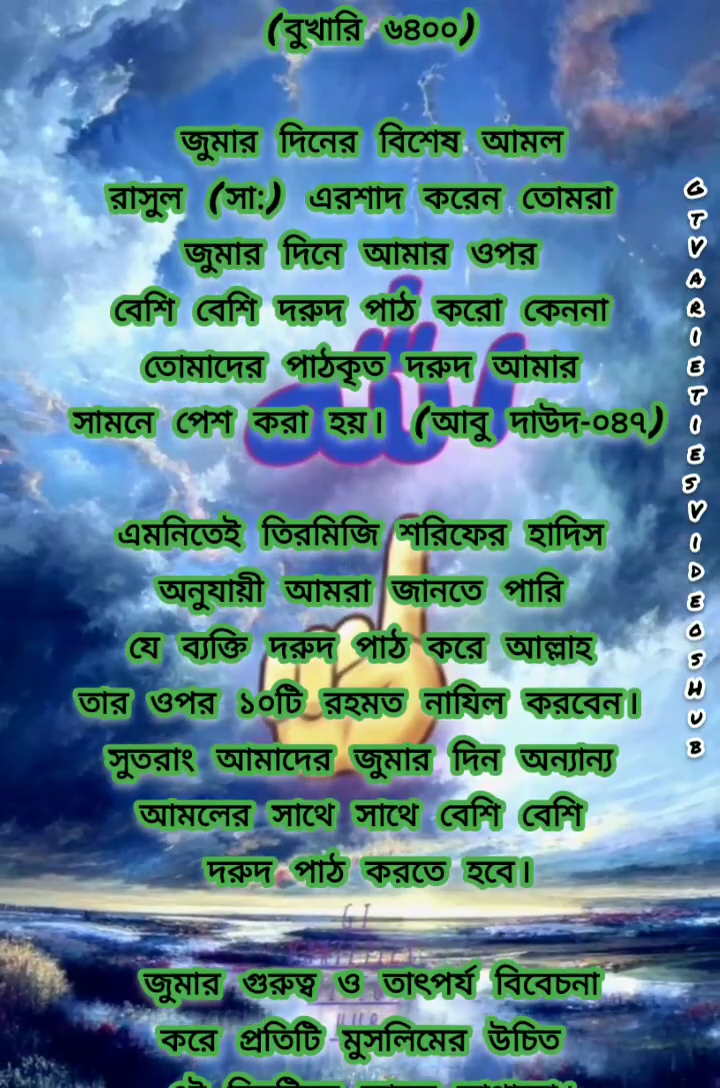 (বুখারি ৬৪০০)
জুমার দিনের বিশেষ আমল
রাসুল (সা:) এরশাদ করেন তোমরা
জুমার দিনে আমার ওপর
বেশি বেশি দরুদ পাঠ করো কেননা
তোমাদের পাঠকৃত দরুদ আমার
সামনে পেশ করা হয়। (আবু দাউদ-০৪৭)
الله
এমনিতেই তিরমিজি শরিফের হাদিস
অনুযায়ী আমরা জানতে পারি
যে ব্যক্তি দরুদ পাঠ করে আল্লাহ
তার ওপর ১০টি রহমত নাযিল করবেন।
সুতরাং আমাদের জুমার দিন অন্যান্য
আমলের সাথে সাথে বেশি বেশি
দরুদ পাঠ করতে হবে।
জুমার গুরুত্ব ও তাৎপর্য বিবেচনা
করে প্রতিটি মুসলিমের উচিত
GTVARIETIESVIDEOSHUB